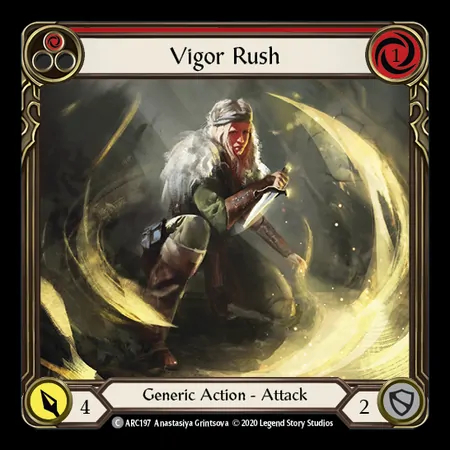 Vigor Rush
1
Generic Action - Attack
4
2
C ARC197 Anastasiya Grintsova © 2020 Legend Story Studios